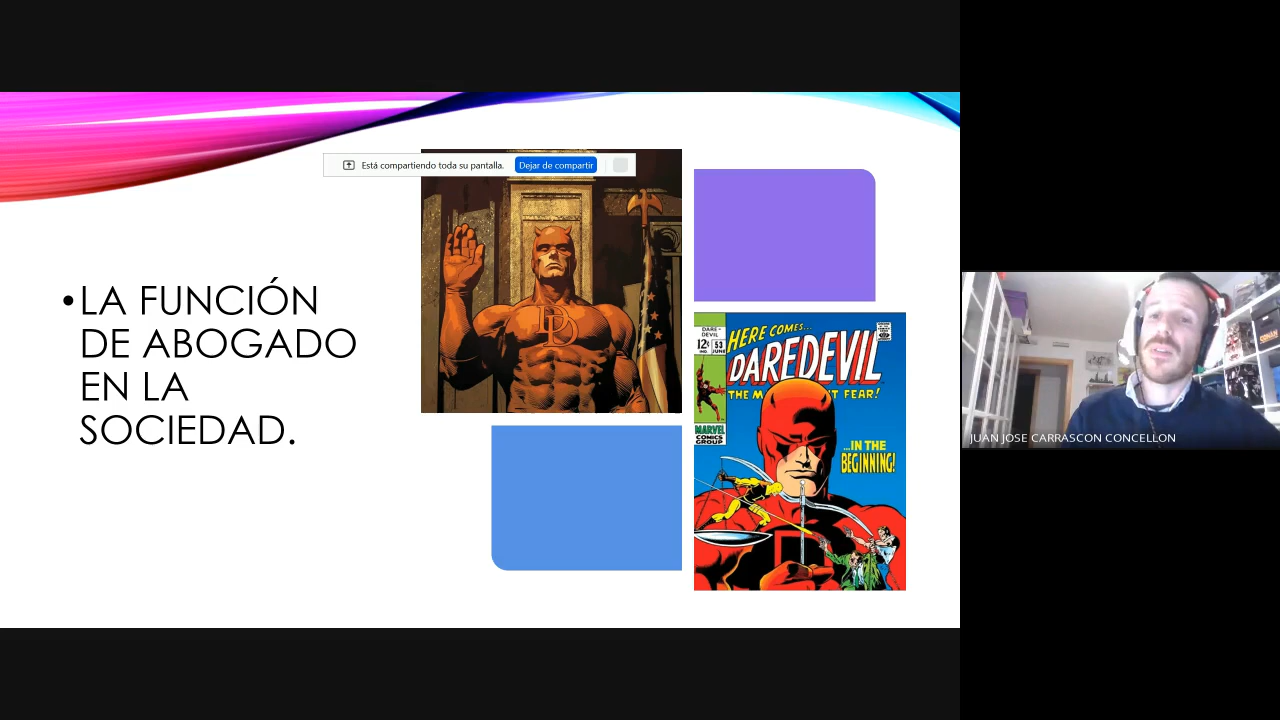 Está compartiendo toda su pantalla. Dejar de compartir
• LA FUNCIÓN
DE ABOGADO
EN LA
SOCIEDAD.
DD
HERE COMES...
DARE-
DEVIL
12¢ 53
IND. JUNE
DAREDEVIL
THE M T FEAR!
MARVEL
COMICS
GROUP
...IN THE
BEGINNING!
JUAN JOSE CARRASCON CONCELLON